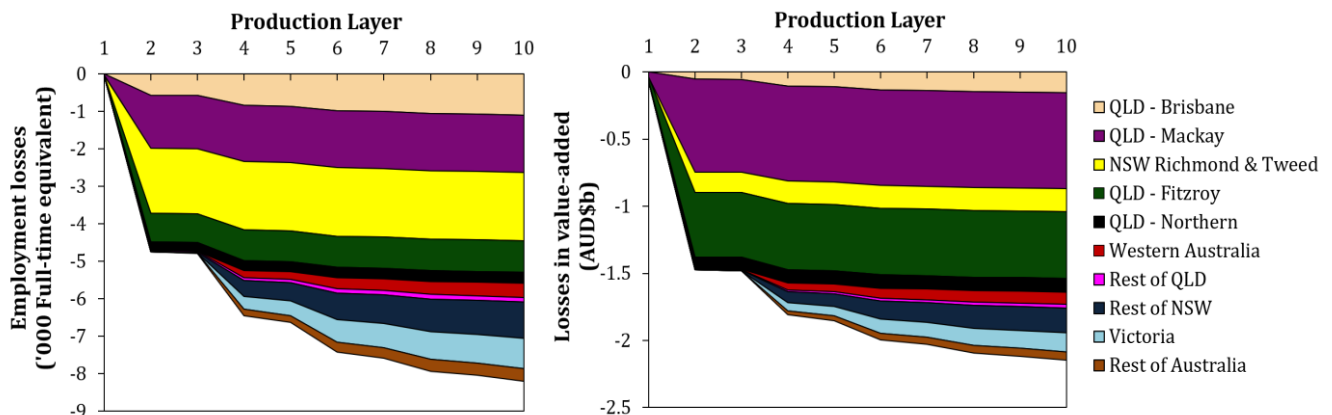 Production Layer
1 2 3 4 5 6 7 8 9 10
0
-1
-2
-3
-4
-5
-6
-7
-8
-9
Employment losses
('000 Full-time equivalent)
Production Layer
1 2 3 4 5 6 7 8 9 10
0
-0.5
-1
-1.5
-2
-2.5
Losses in value-added
(AUD$b)
QLD - Brisbane
QLD - Mackay
NSW Richmond & Tweed
QLD - Fitzroy
QLD - Northern
Western Australia
Rest of QLD
Rest of NSW
Victoria
Rest of Australia